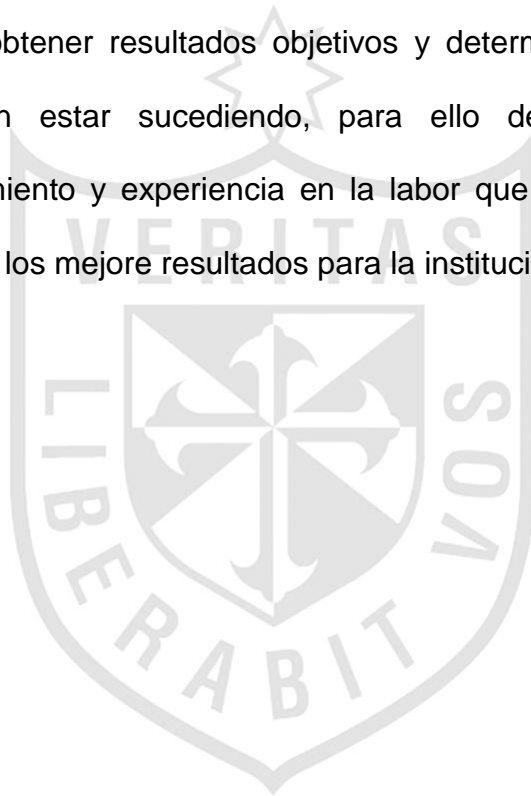 obtener resultados objetivos y deterr
estar sucediendo, para ello de
miento y experiencia en la labor que
los mejore resultados para la instituci
VERITAS
LIBERABIT VOS